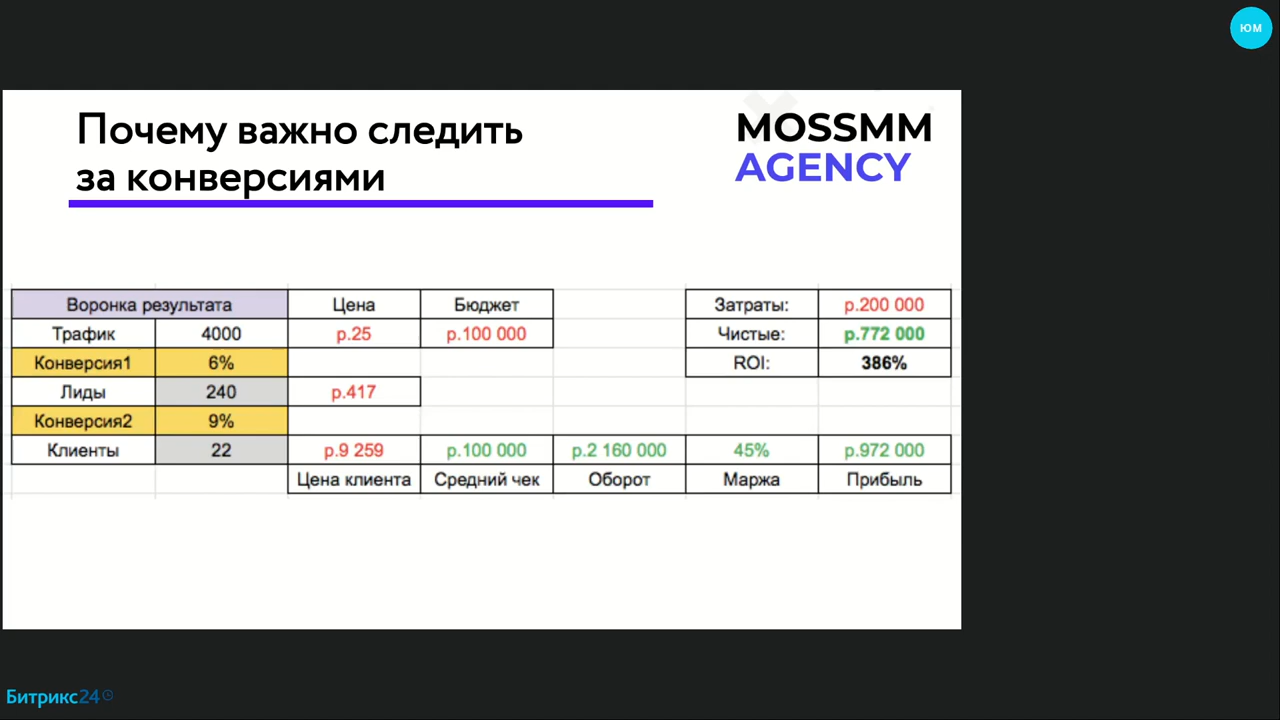 ЮМ
Почему важно следить
за конверсиями
MOSSMM
AGENCY
Воронка результата Цена Бюджет Затраты: р.200 000
Трафик 4000 р.25 р.100 000 Чистые: р.772 000
Конверсия1 6% ROI: 386%
Лиды 240 р.417
Конверсия2 9%
Клиенты 22 р.9 259 р.100 000 р.2 160 000 45% р.972 000
Цена клиента Средний чек Оборот Маржа Прибыль
Битрикс24